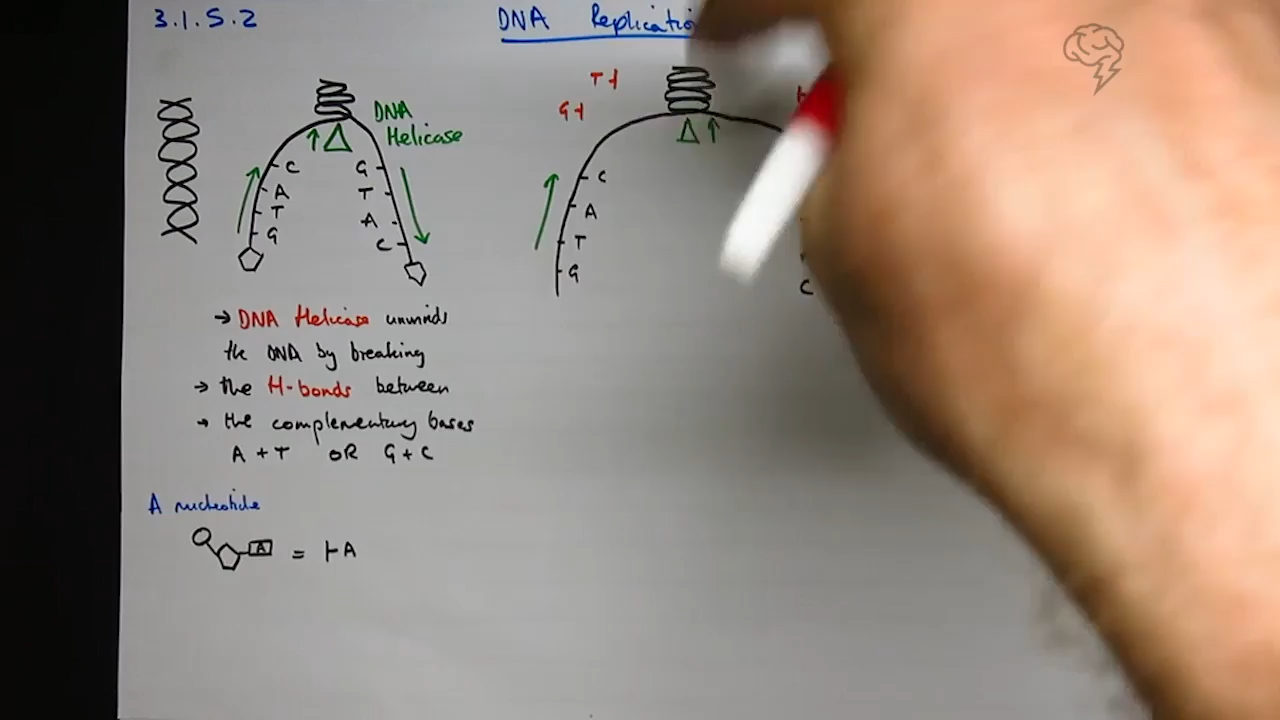 3.1.5.2
DNA Replicatio
DNA
Helicase
C
A
T
G
G
T
A
C
T
G
C
A
T
G
C
→ DNA Helicase unwinds
the DNA by breaking
→ the H-bonds between
→ the complementary bases
A + T OR G + C
A nucleotide
A = A